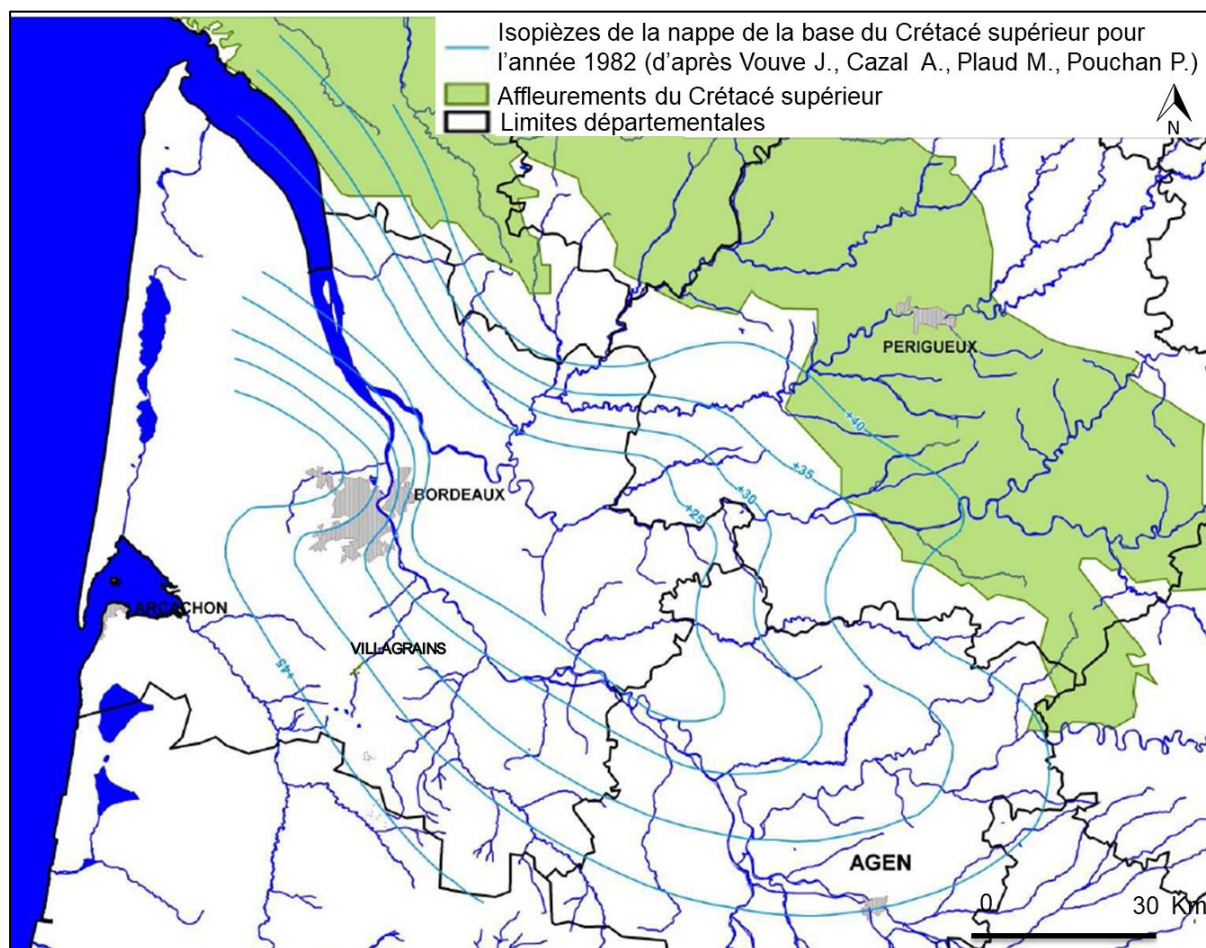 Isopièzes de la nappe de la base du Crétacé supérieur pour
l'année 1982 (d'après Vouve J., Cazal A., Plaud M., Pouchan P.)
Affleurements du Crétacé supérieur
Limites départementales
N
PERIGUEUX
+40
+35
+30
+25
BORDEAUX
ARCACHON
VILLAGRAINS
+45
AGEN
0 30 Km